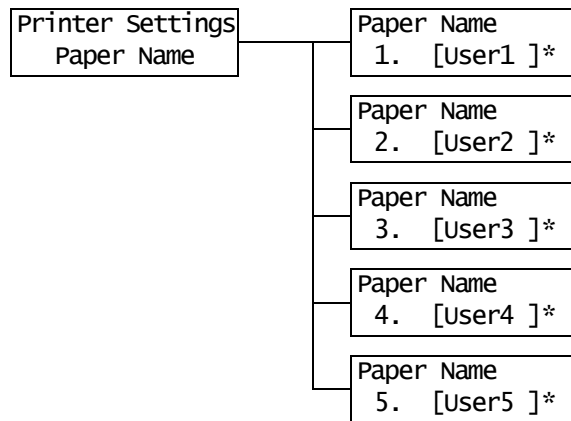 Printer Settings
Paper Name
Paper Name
1. [User1 ]*
Paper Name
2. [User2 ]*
Paper Name
3. [User3 ]*
Paper Name
4. [User4 ]*
Paper Name
5. [User5 ]*